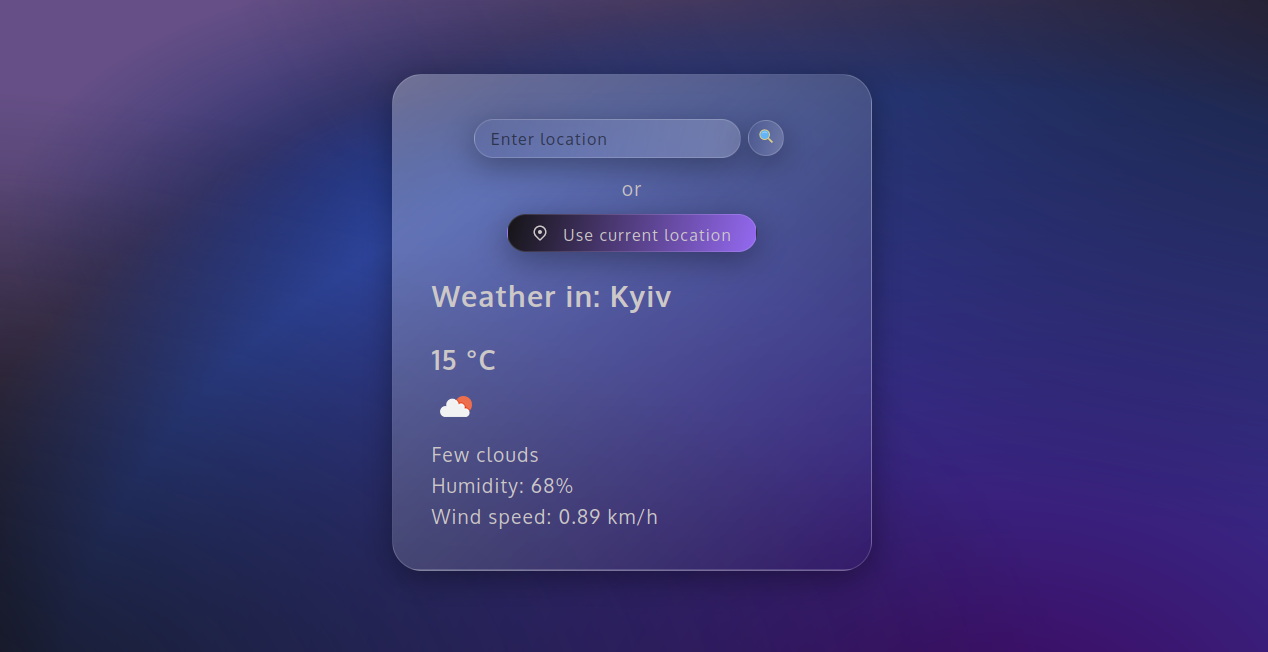 Enter location
or
Use current location
Weather in: Kyiv
15 °C
Few clouds
Humidity: 68%
Wind speed: 0.89 km/h